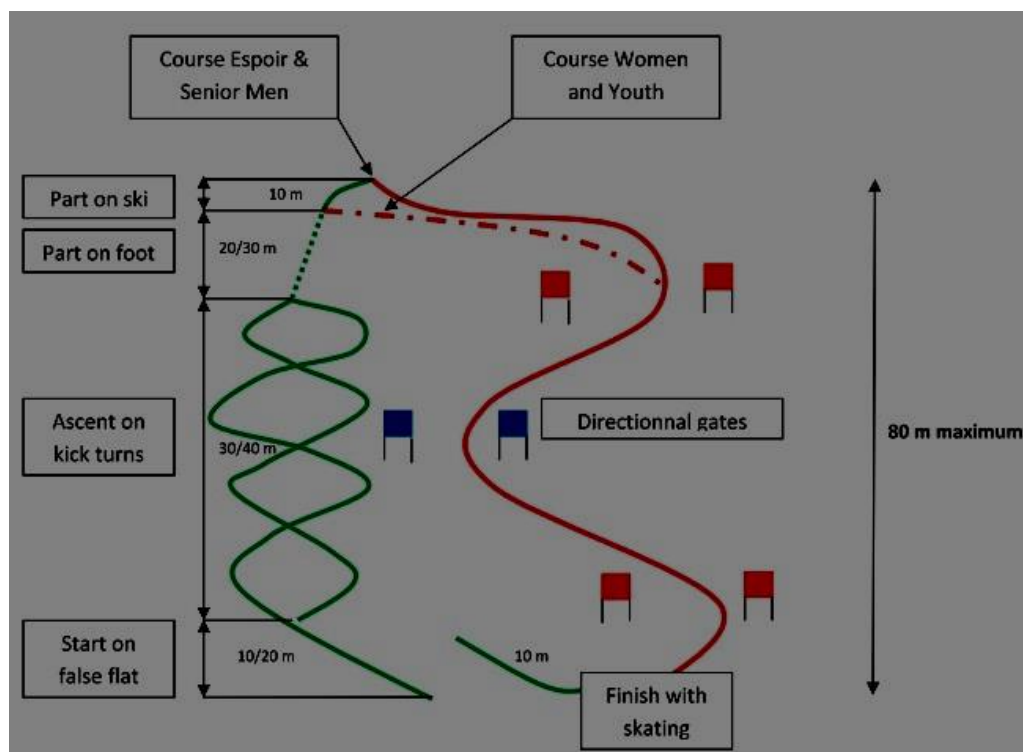 Course Espoir &
Senior Men
Course Women
and Youth
Part on ski
10 m
Part on foot
20/30 m
Ascent on
kick turns
30/40 m
Directionnal gates
80 m maximum
Start on
false flat
10/20 m
10 m
Finish with
skating